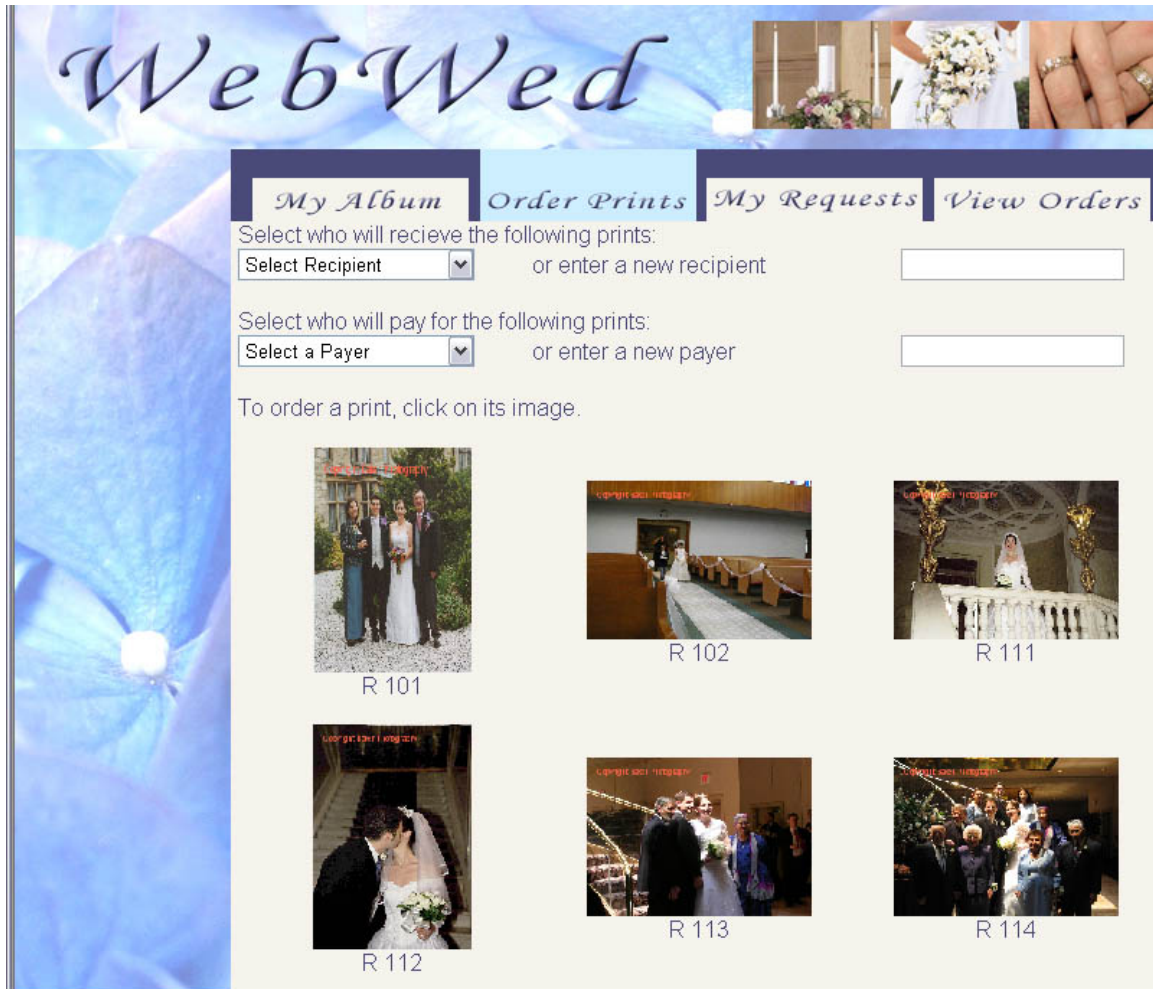 WebWed
My Album
Order Prints
My Requests
View Orders
Select who will recieve the following prints:
Select Recipient
or enter a new recipient
Select who will pay for the following prints:
Select a Payer
or enter a new payer
To order a print, click on its image.
R 101
R 102
R 111
R 112
R 113
R 114